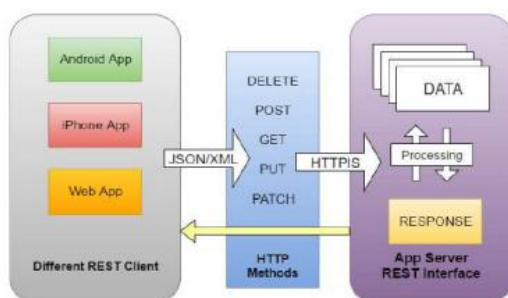 Android App
iPhone App
Web App
Different REST Client
JSON/XML
DELETE
POST
GET
PUT
PATCH
HTTP
Methods
HTTPIS
DATA
Processing
RESPONSE
App Server
REST Interface